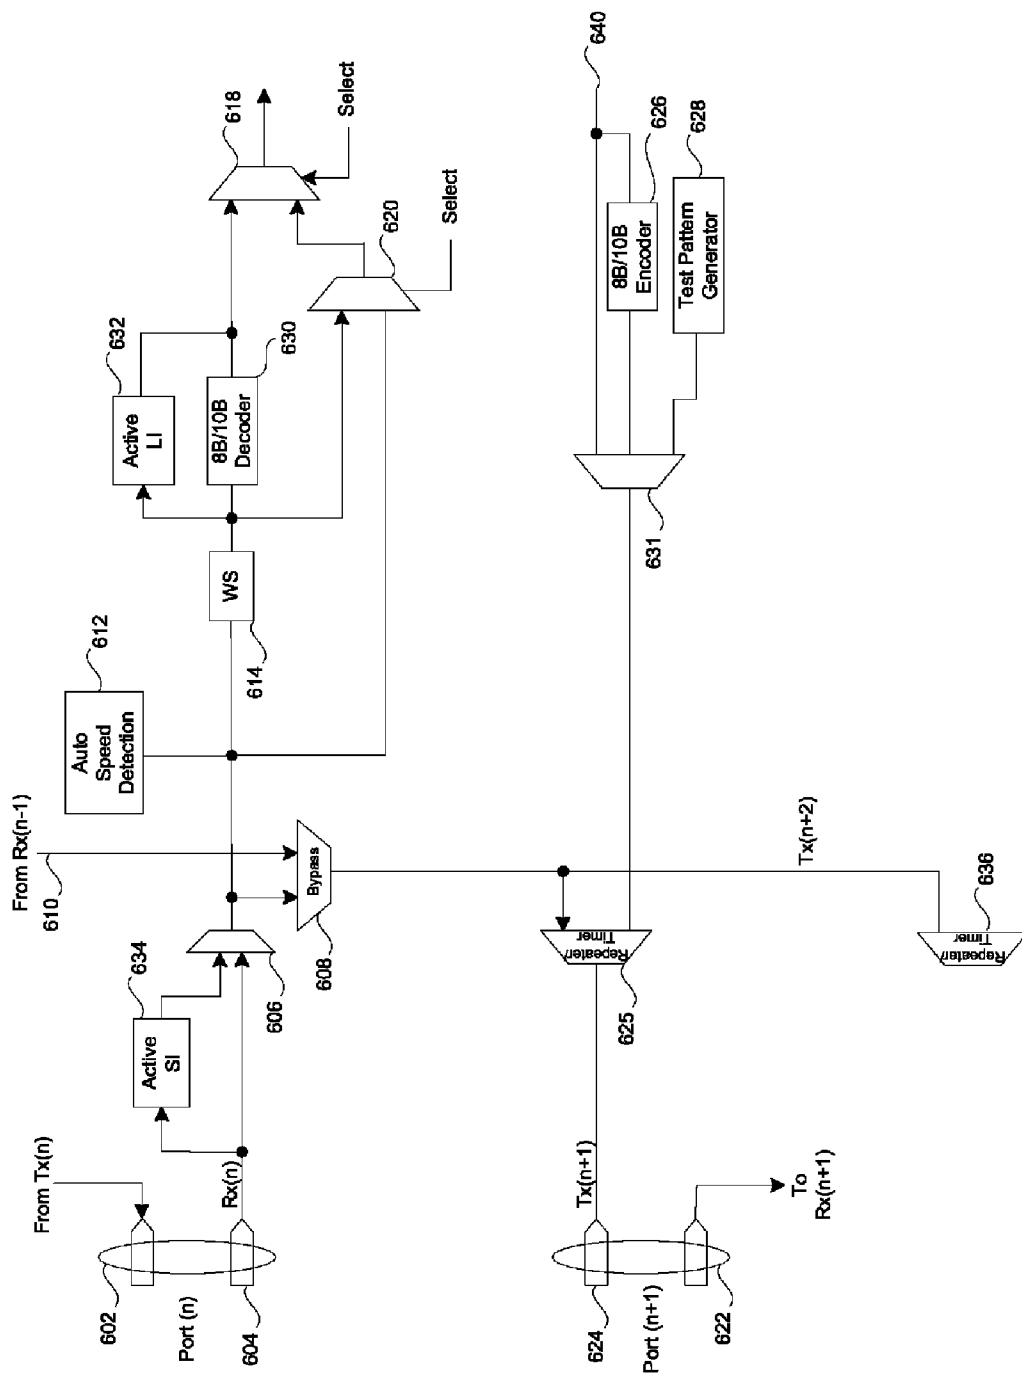 From Tx(n)
602
Port (n)
604
Rx(n)
Active
SI
634
606
From Rx(n-1)
610
Bypass
608
Auto
Speed
Detection
612
WS
614
Active
LI
632
8B/10B
Decoder
630
618
Select
620
Select
640
8B/10B
Encoder
626
Test Pattern
Generator
628
631
Tx(n+2)
Repeater/
Timer
636
Repeater/
Timer
625
Tx(n+1)
624
Port (n+1)
622
To
Rx(n+1)